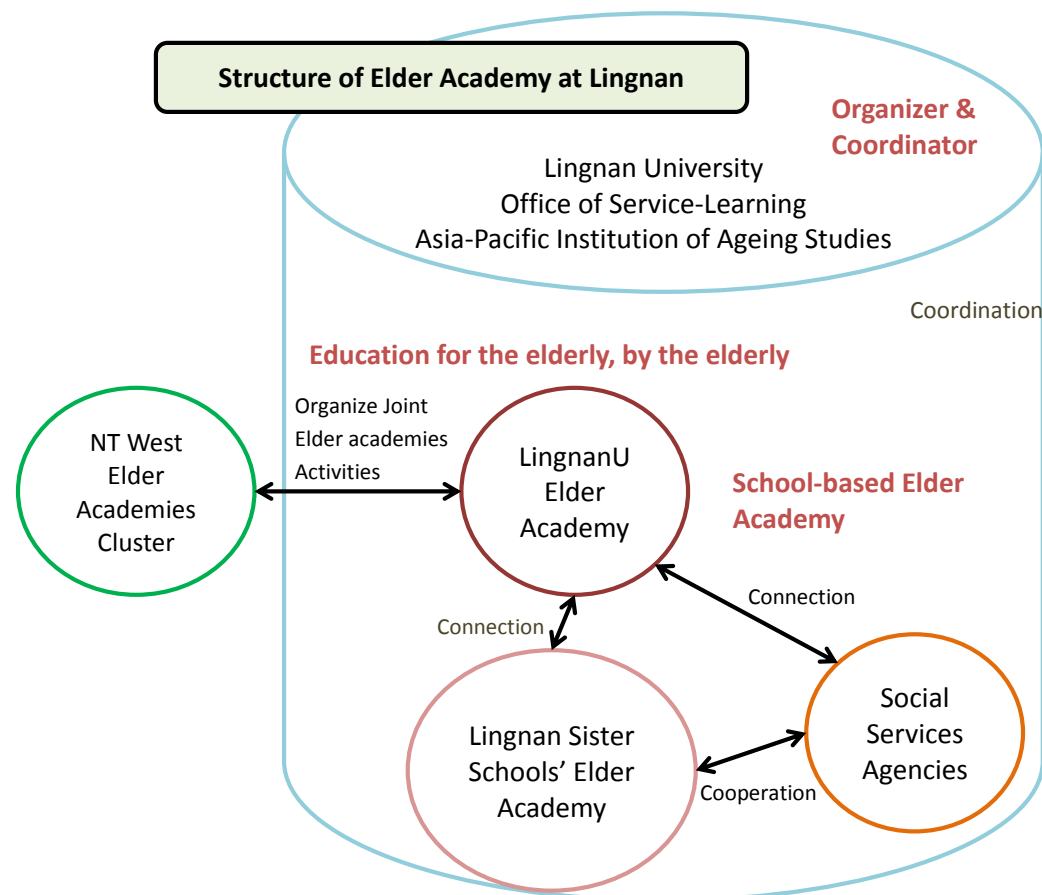 Structure of Elder Academy at Lingnan
Organizer &
Coordinator
Lingnan University
Office of Service-Learning
Asia-Pacific Institution of Ageing Studies
Coordination
Education for the elderly, by the elderly
Organize Joint
Elder academies
Activities
NT West
Elder
Academies
Cluster
LingnanU
Elder
Academy
School-based Elder
Academy
Connection
Connection
Lingnan Sister
Schools’ Elder
Academy
Cooperation
Social
Services
Agencies